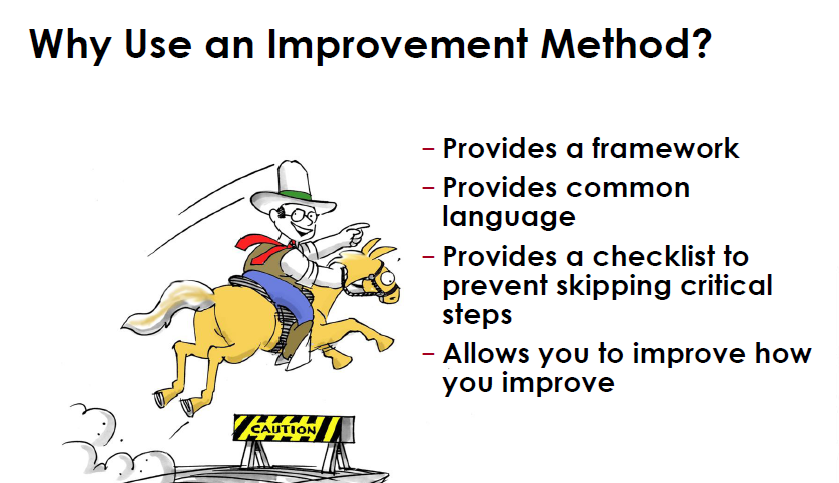 Why Use an Improvement Method?
– Provides a framework
– Provides common
language
– Provides a checklist to
prevent skipping critical
steps
– Allows you to improve how
you improve
CAUTION